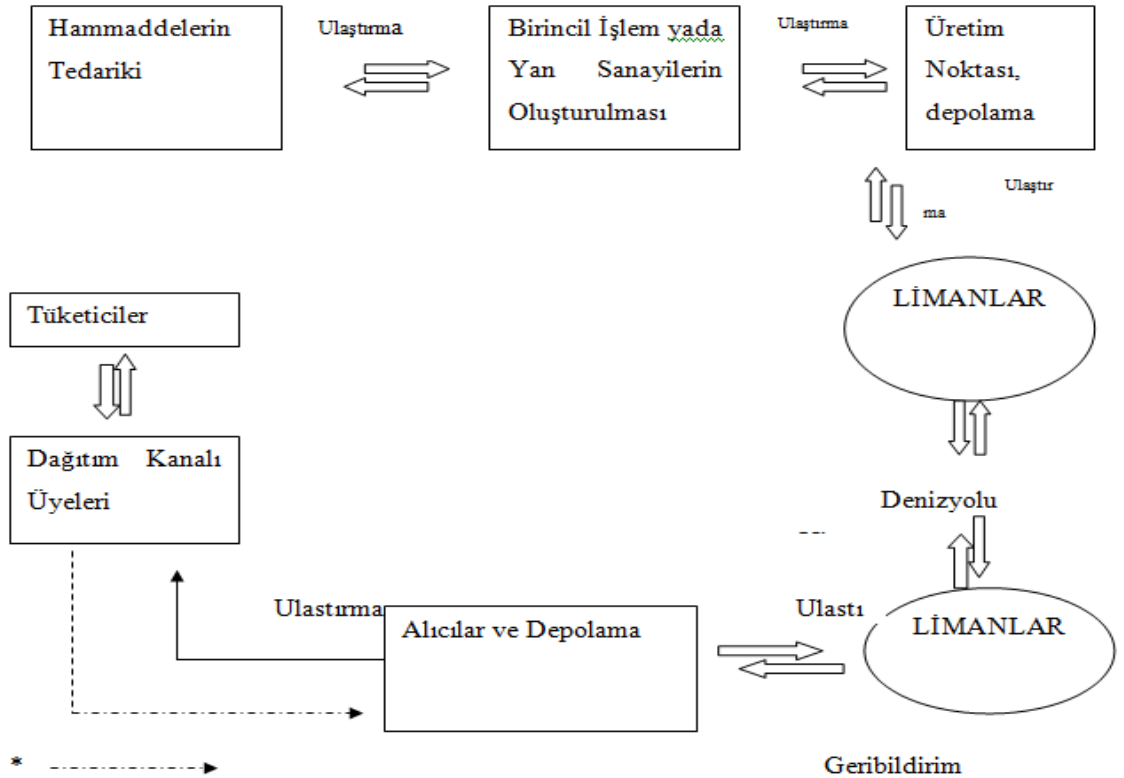 Hammaddelerin
Tedariki
Ulaştırma
Birincil İşlem yada
Yan Sanayilerin
Oluşturulması
Ulaştırma
Üretim
Noktası,
depolama
Ulaştır
ma
LİMANLAR
Tüketiciler
Dağıtım Kanalı
Üyeleri
Denizyolu
Ulastırma
Alıcılar ve Depolama
Ulastı
LİMANLAR
*
Geribildirim